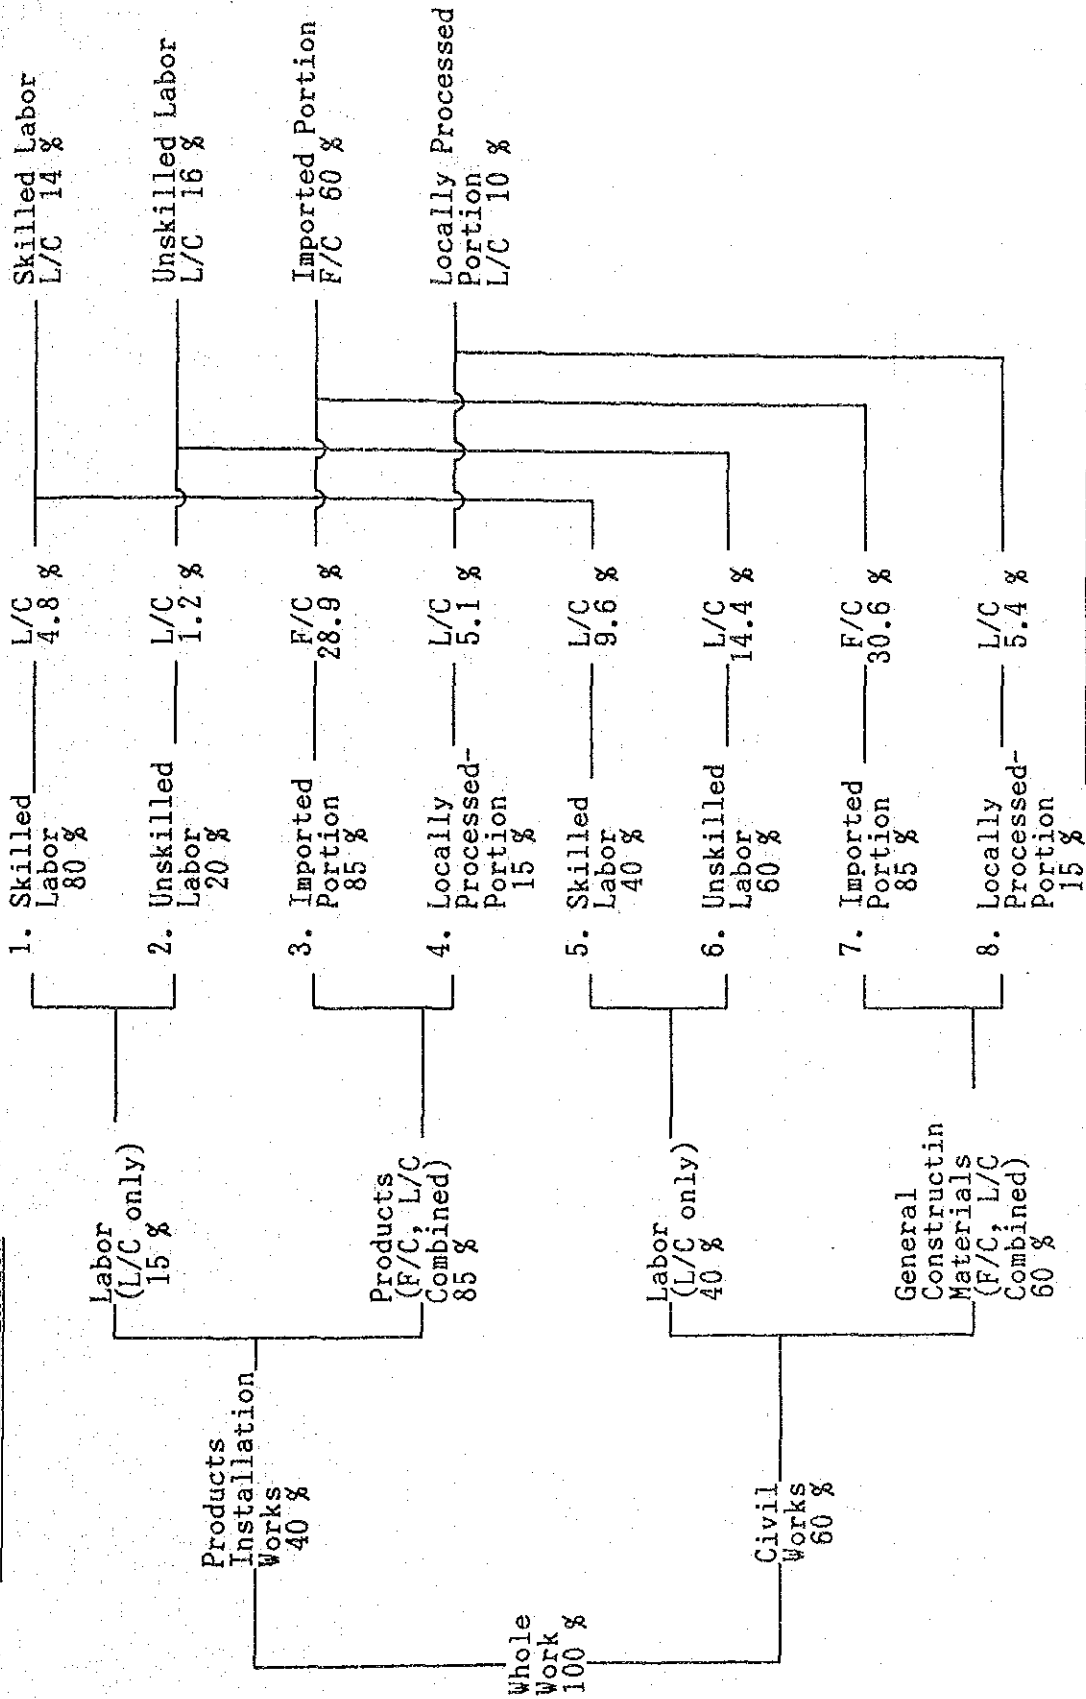 Whole
Work
100 %
Products
Installation
Works
40 %
Civil
Works
60 %
Labor
(L/C only)
15 %
Products
(F/C, L/C
Combined)
85 %
Labor
(L/C only)
40 %
General
Constructin
Materials
(F/C, L/C
Combined)
60 %
1. Skilled
Labor
80 %
2. Unskilled
Labor
20 %
3. Imported
Portion
85 %
4. Locally
Processed-
Portion
15 %
5. Skilled
Labor
40 %
6. Unskilled
Labor
60 %
7. Imported
Portion
85 %
8. Locally
Processed-
Portion
15 %
L/C
4.8 %
L/C
1.2 %
F/C
28.9 %
L/C
5.1 %
L/C
9.6 %
L/C
14.4 %
F/C
30.6 %
L/C
5.4 %
Skilled Labor
L/C 14 %
Unskilled Labor
L/C 16 %
Imported Portion
F/C 60 %
Locally Processed
Portion
L/C 10 %